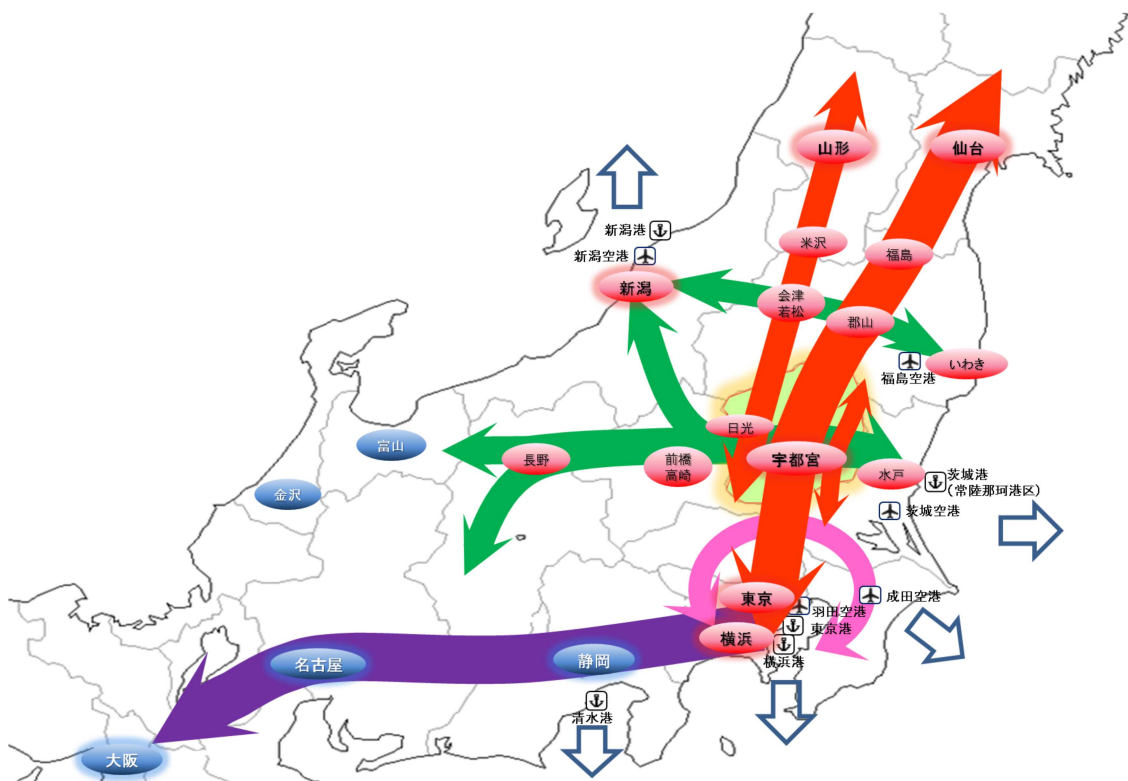 山形
仙台
新潟港
米沢
福島
新潟空港
新潟
会津
若松
郡山
福島空港
いわき
日光
富山
長野
前橋
高崎
宇都宮
水戸
茨城港
(常陸那珂港区)
金沢
茨城空港
東京
成田空港
羽田空港
東京港
横浜
横浜港
名古屋
静岡
清水港
大阪